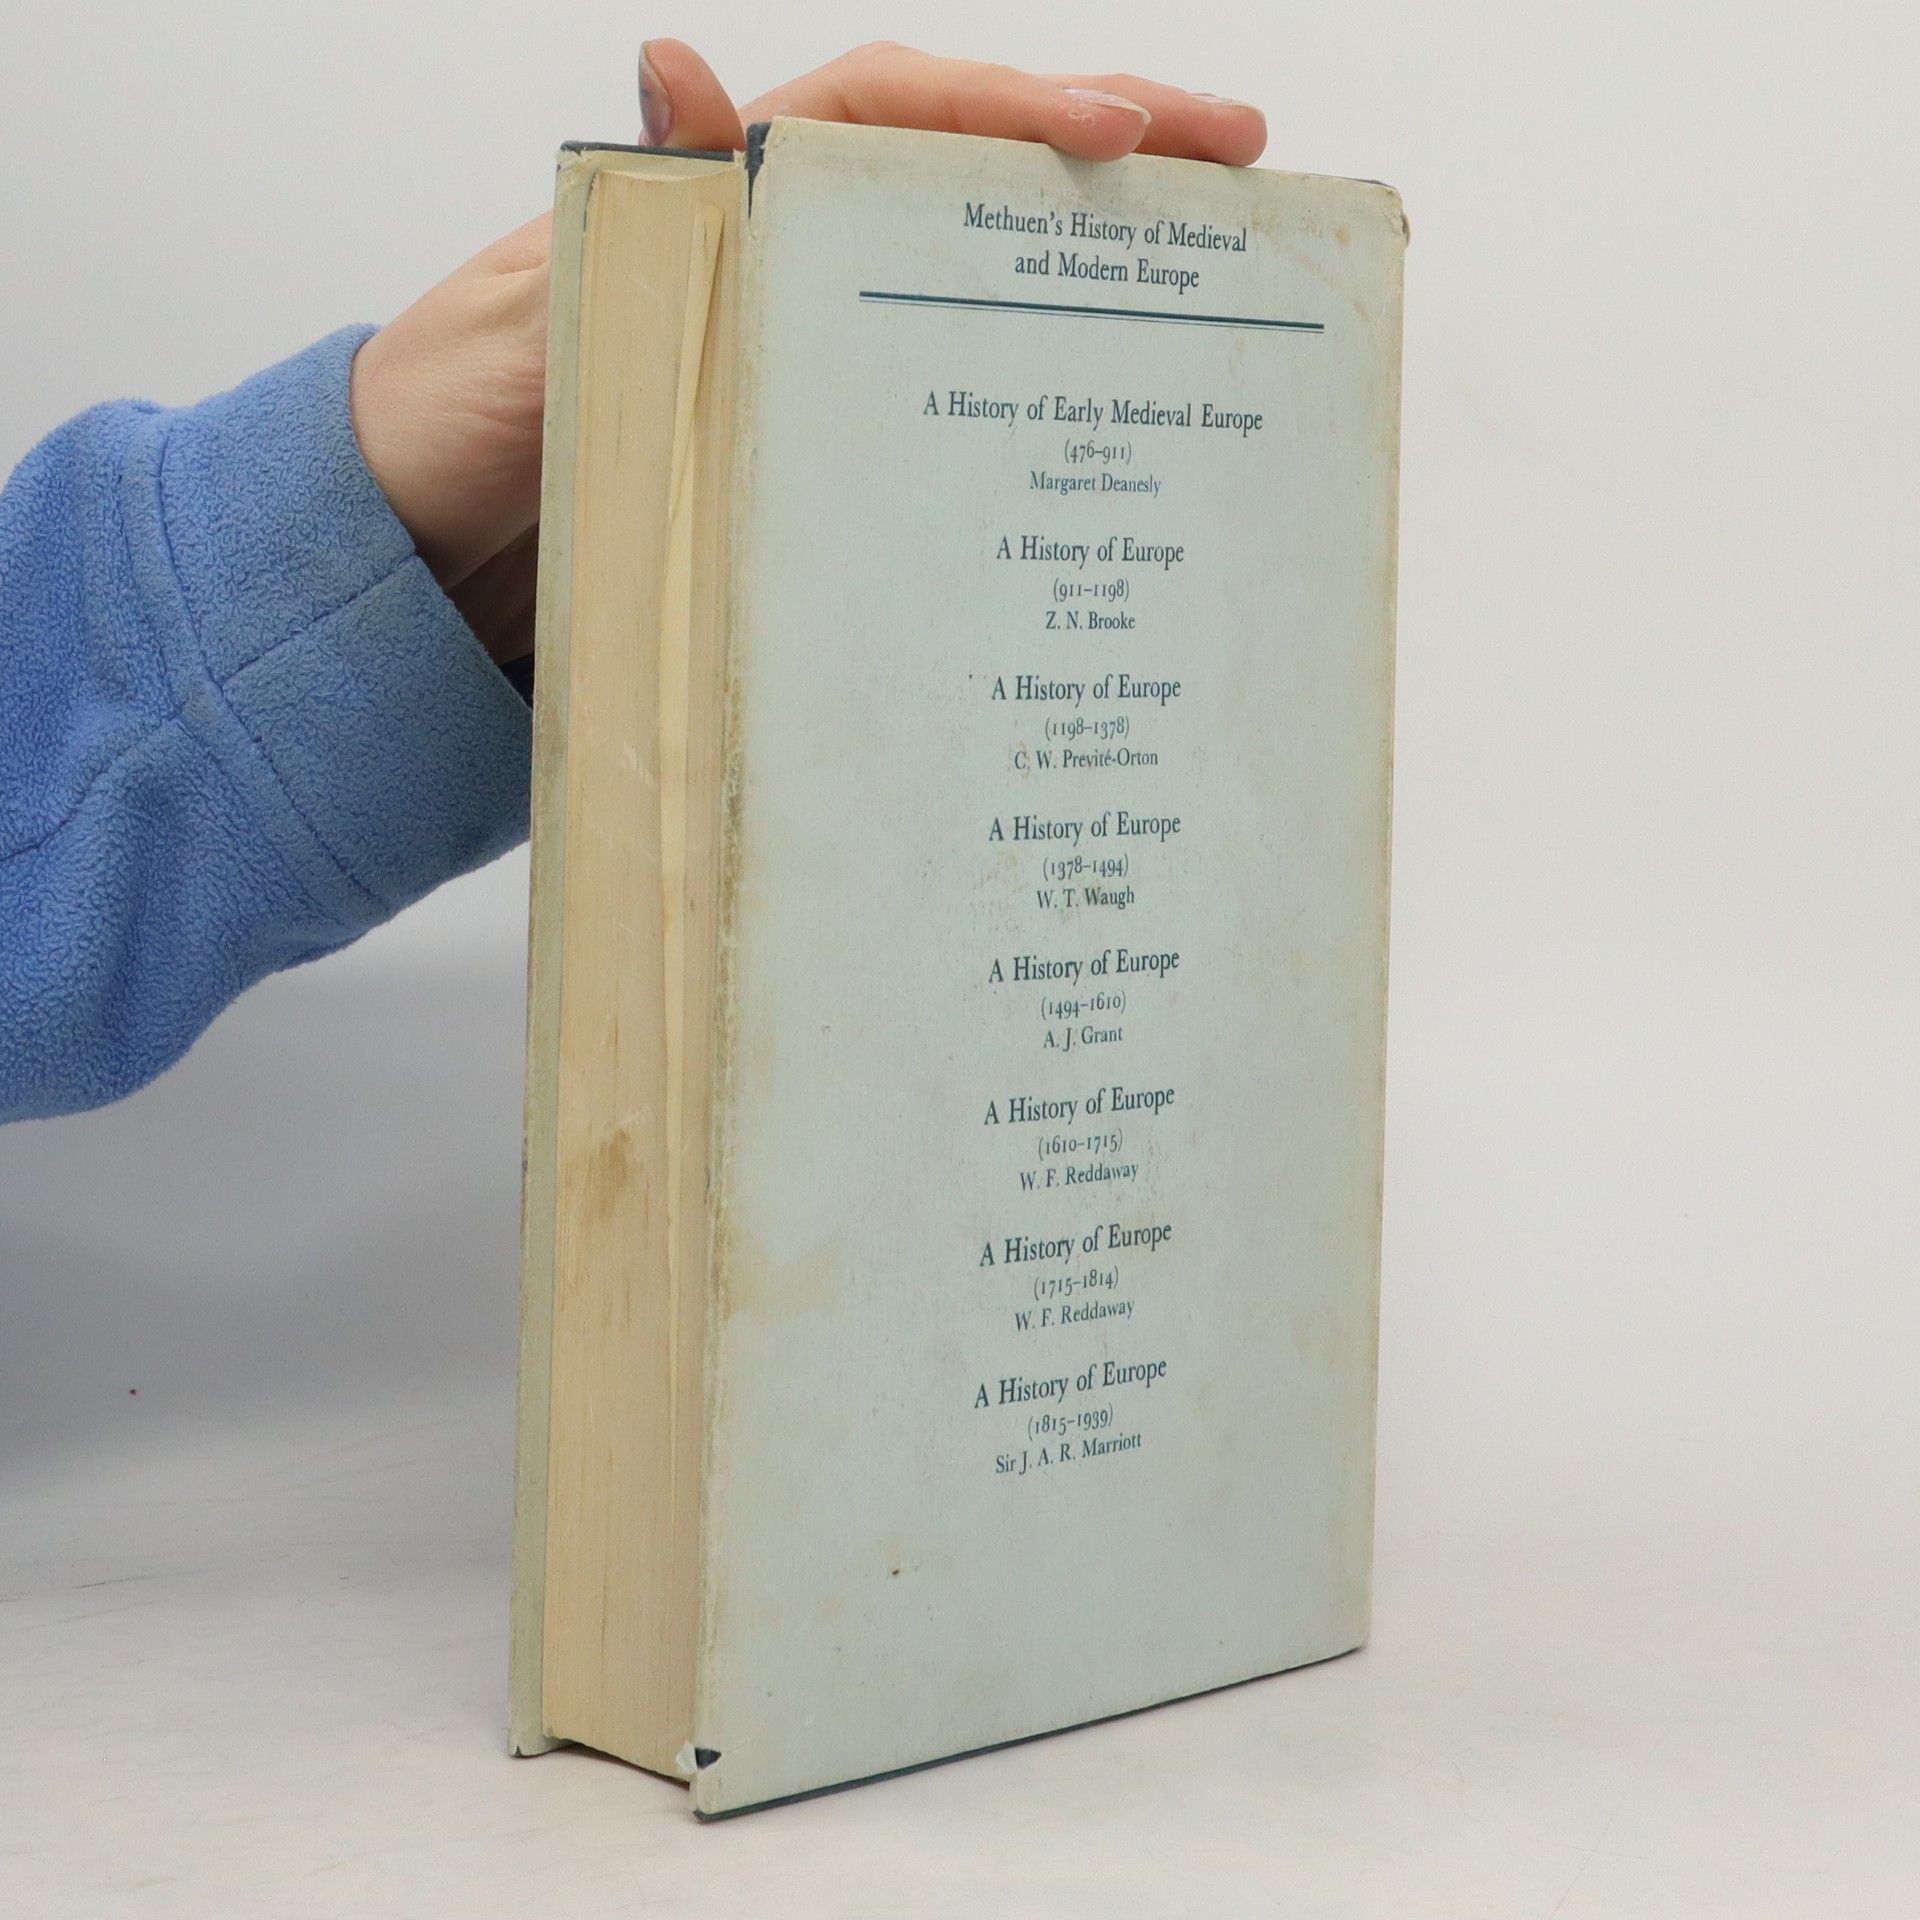 Methuen's History of Medieval
and Modern Europe
A History of Early Medieval Europe
(476–911)
Margaret Deanesly
A History of Europe
(911–1198)
Z. N. Brooke
A History of Europe
(1198–1378)
C. W. Previté-Orton
A History of Europe
(1378–1494)
W. T. Waugh
A History of Europe
(1494–1610)
A. J. Grant
A History of Europe
(1610–1715)
W. F. Reddaway
A History of Europe
(1715–1814)
W. F. Reddaway
A History of Europe
(1815–1939)
Sir J. A. R. Marriott